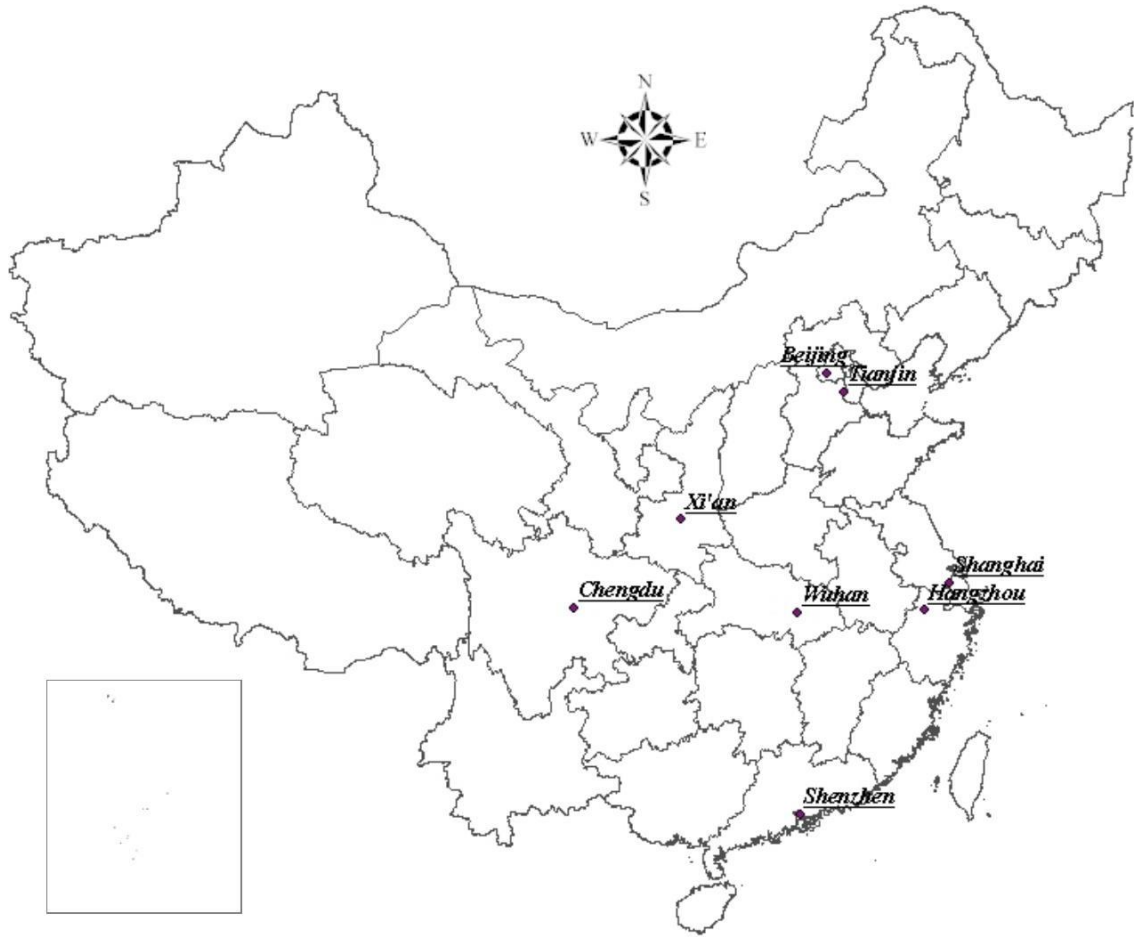 N
W
E
S
Beijing
Tianjin
Xi'an
Shanghai
Chengdu
Wuhan
Hangzhou
Shenzhen